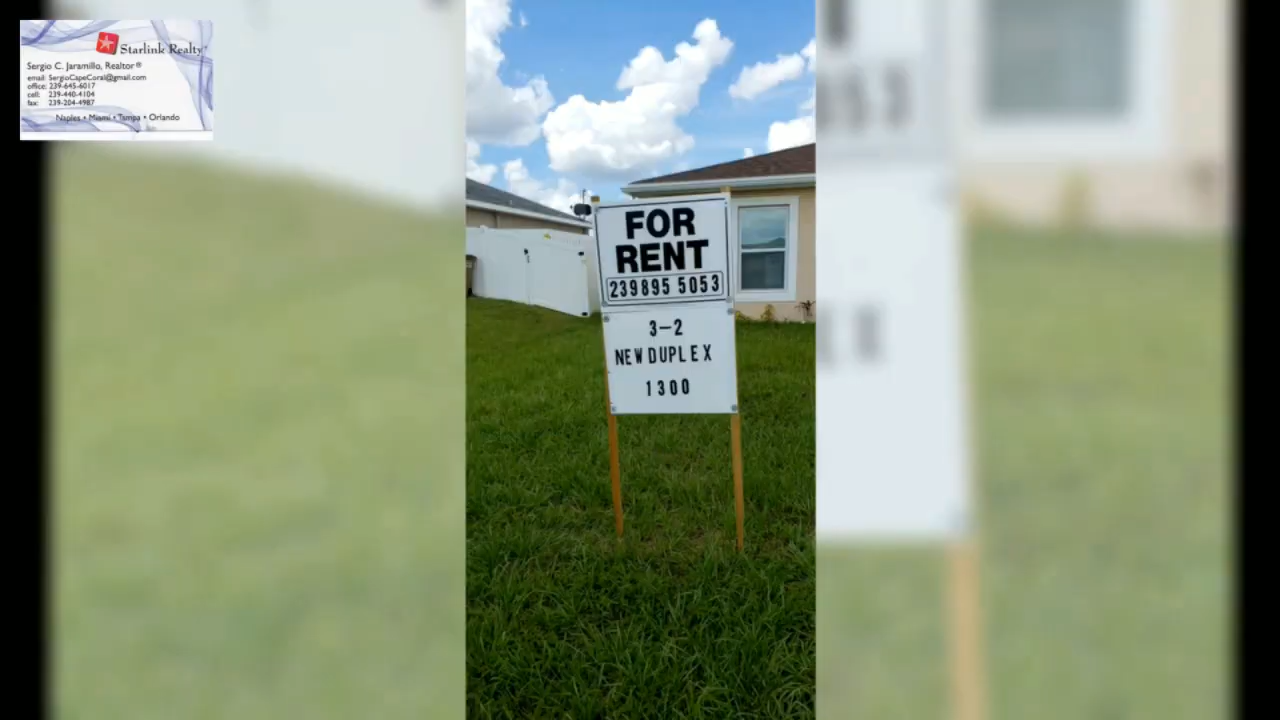 Starlink Realty
Sergio C. Jaramillo, Realtor®
email: SergioCapeCoral@gmail.com
office: 239-645-6017
cell: 239-440-4104
fax: 239-204-4987
Naples • Miami • Tampa • Orlando
FOR
RENT
239895 5053
3-2
NEW DUPLEX
1300